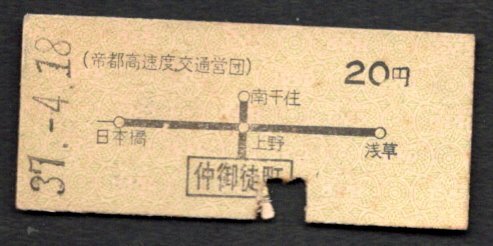 37.-4.18
(帝都高速度交通営団)
20円
南千住
日本橋
上野
浅草
仲御徒町